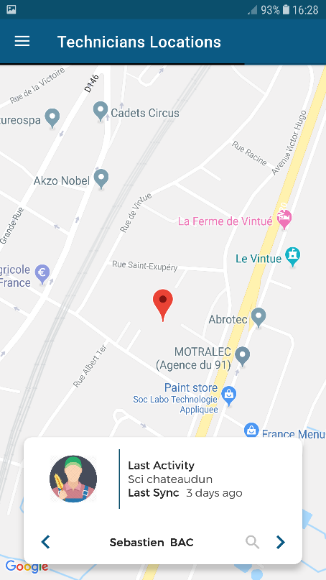 93% 16:28
Technicians Locations
Rue de la Victoire
D146
tureospa
Cadets Circus
Avenue Victor Hugo
Rue Racine
Akzo Nobel
Rue de Vintue
Grande Rue
La Ferme de Vintué
Le Vintue
Rue Saint-Exupéry
gricole
France
Abrotec
MOTRALEC
(Agence du 91)
Rue Albert 1er
Paint store
Soc Labo Technologie
Appliquee
France Menu
Last Activity
Sci chateaudun
Last Sync 3 days ago
Sebastien BAC
Google